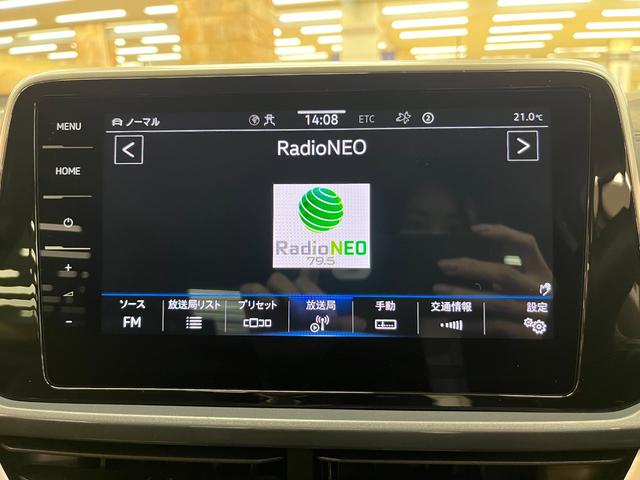 MENU
HOME
ノーマル
14:08
ETC
2
21.0℃
RadioNEO
RadioNEO
79.5
ソース
FM
放送局リスト
プリセット
放送局
手動
交通情報
設定